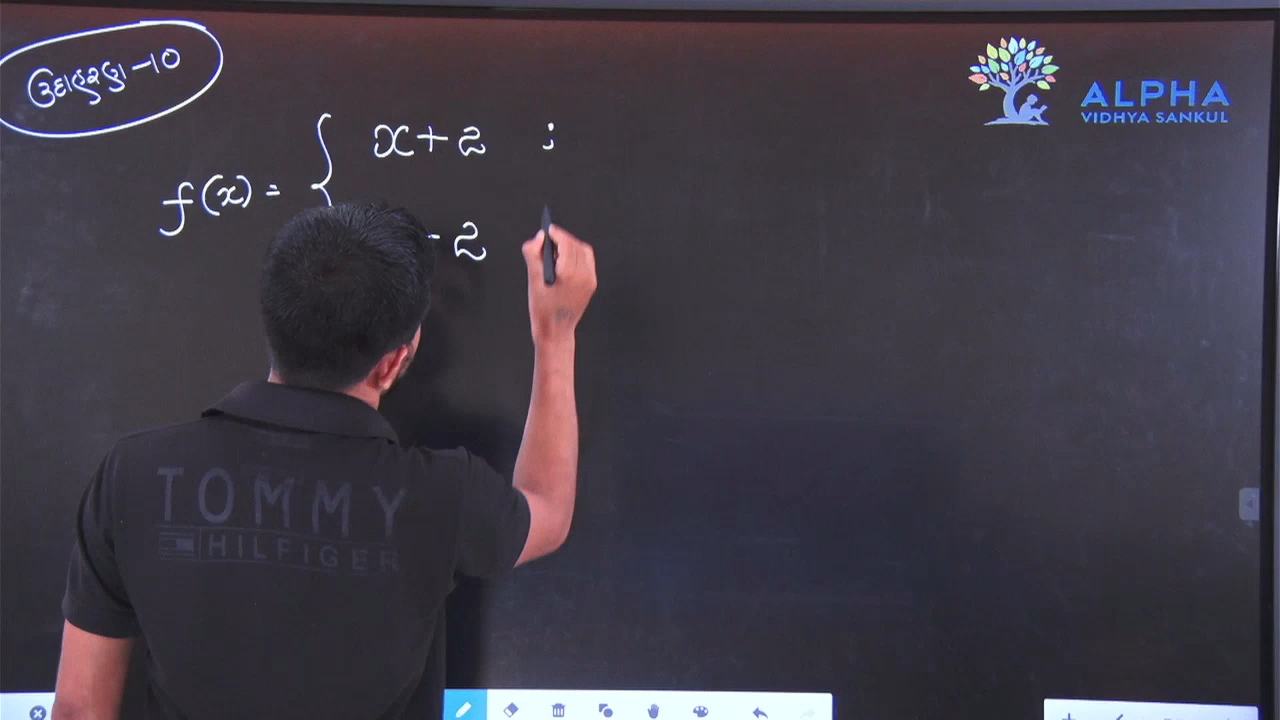 ઉદાહરણ-10
ALPHA
VIDHYA SANKUL
x+2 ;
f(x) = {
- 2
TOMMY
HILFIGER